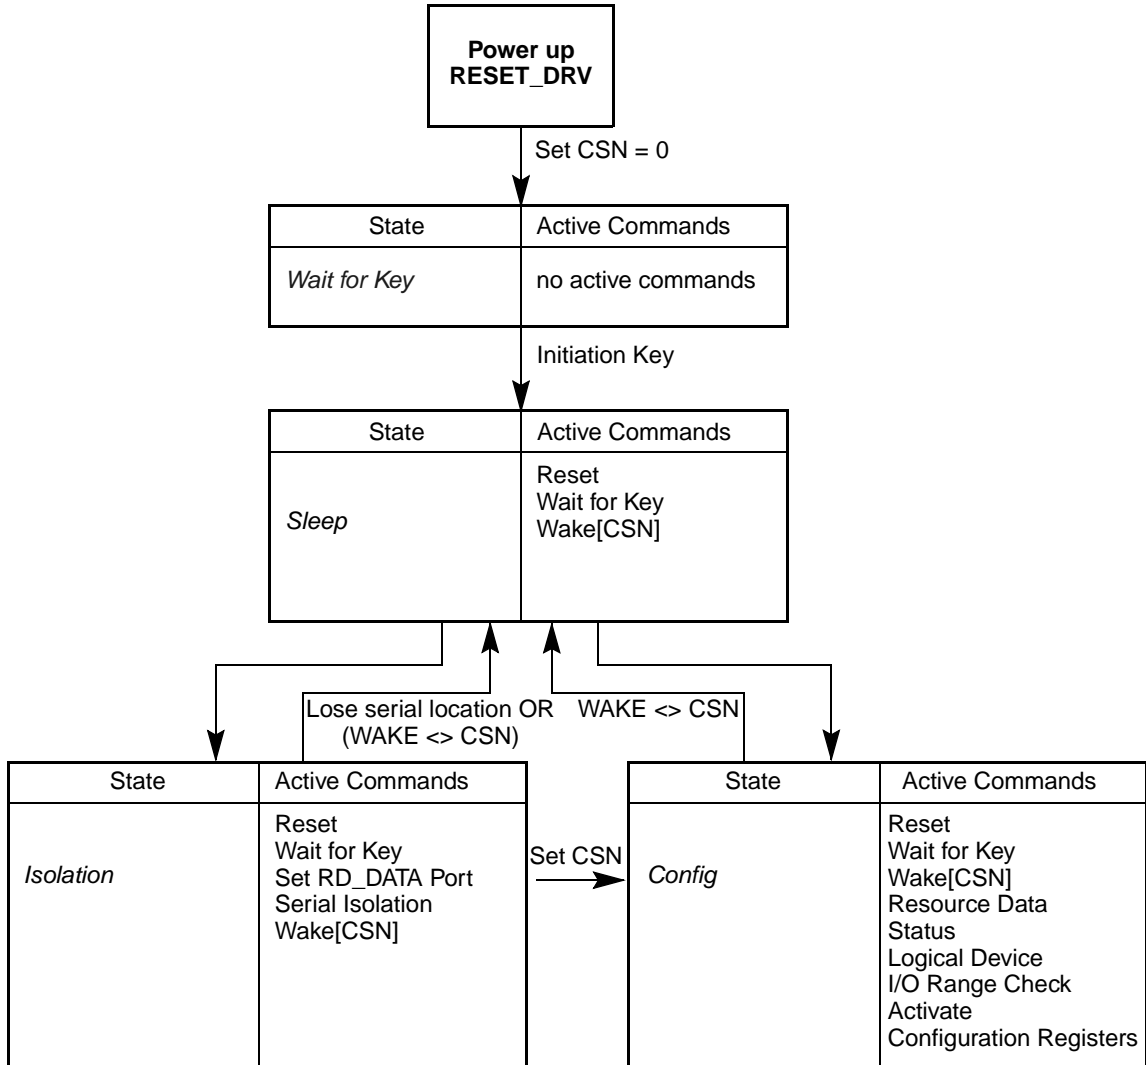 Power up
RESET_DRV
Set CSN = 0
State Active Commands
Wait for Key no active commands
Initiation Key
State Active Commands
Sleep
Reset
Wait for Key
Wake[CSN]
Lose serial location OR
(WAKE <> CSN)
WAKE <> CSN
State Active Commands
Isolation
Reset
Wait for Key
Set RD_DATA Port
Serial Isolation
Wake[CSN]
Set CSN
State Active Commands
Config
Reset
Wait for Key
Wake[CSN]
Resource Data
Status
Logical Device
I/O Range Check
Activate
Configuration Registers